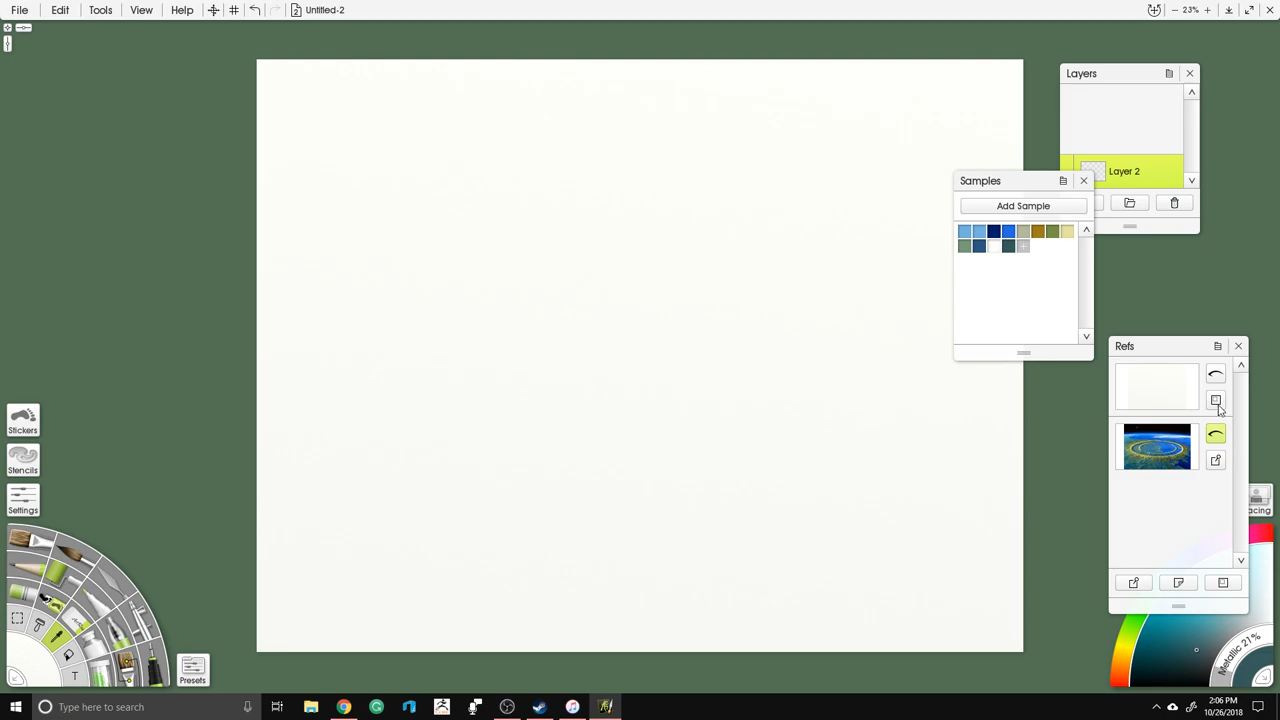 File Edit Tools View Help Untitled-2 23%
Layers
Layer 2
Samples
Add Sample
Refs
Stickers
Stencils
Settings
Presets
acing
Metallic 21%
Type here to search
2:06 PM
10/26/2018